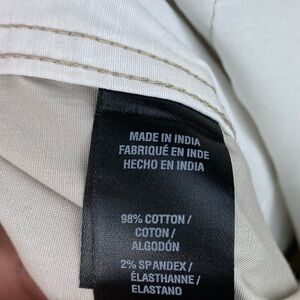 MADE IN INDIA
FABRIQUÉ EN INDE
HECHO EN INDIA
98% COTTON/
COTON/
ALGODÓN
2% SPANDEX/
ÉLASTHANNE/
ELASTANO